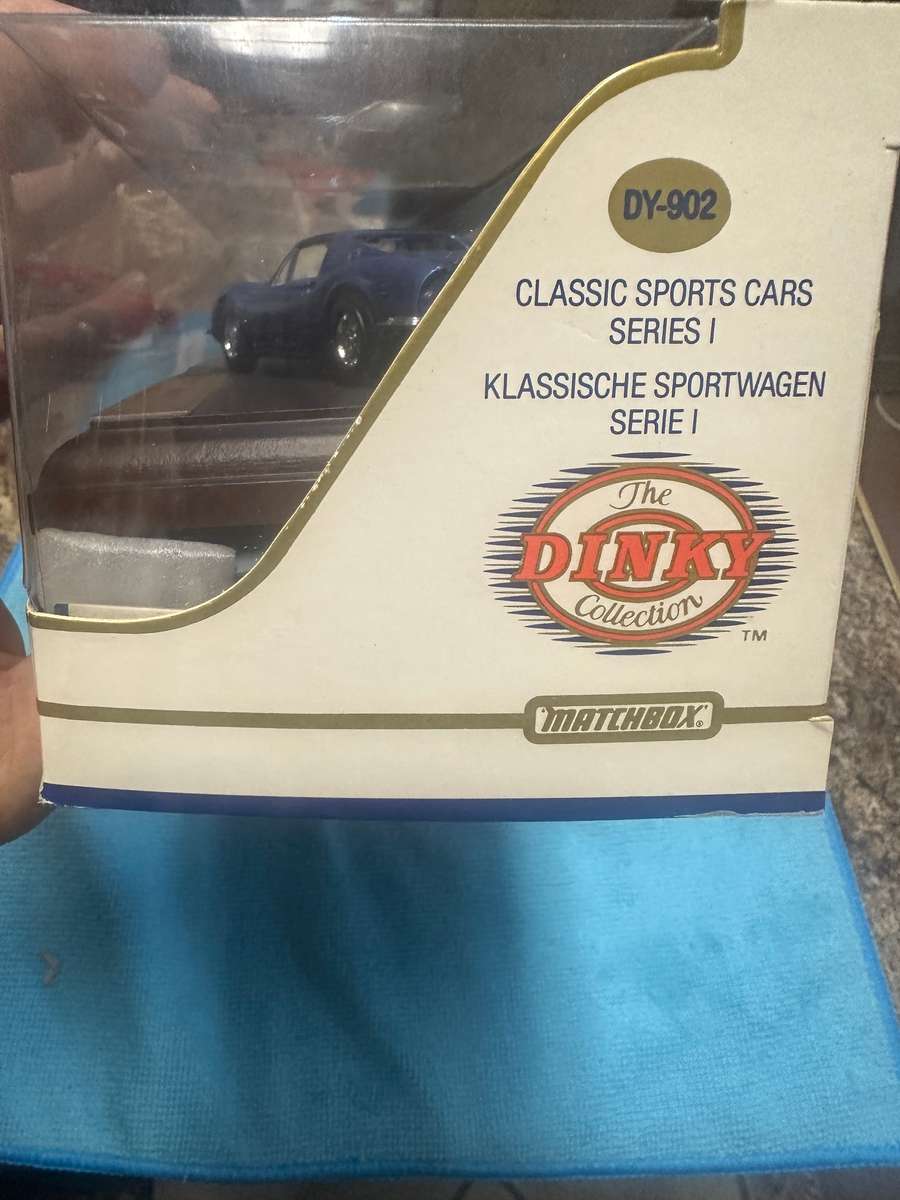 DY-902
CLASSIC SPORTS CARS
SERIES I
KLASSISCHE SPORTWAGEN
SERIE I
The
DINKY
Collection
TM
"MATCHBOX"®